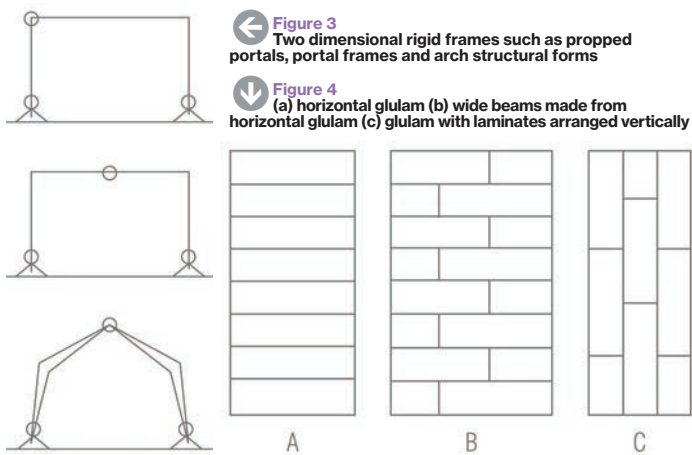 Figure 3
Two dimensional rigid frames such as propped
portals, portal frames and arch structural forms
Figure 4
(a) horizontal glulam (b) wide beams made from
horizontal glulam (c) glulam with laminates arranged vertically
A
B
C